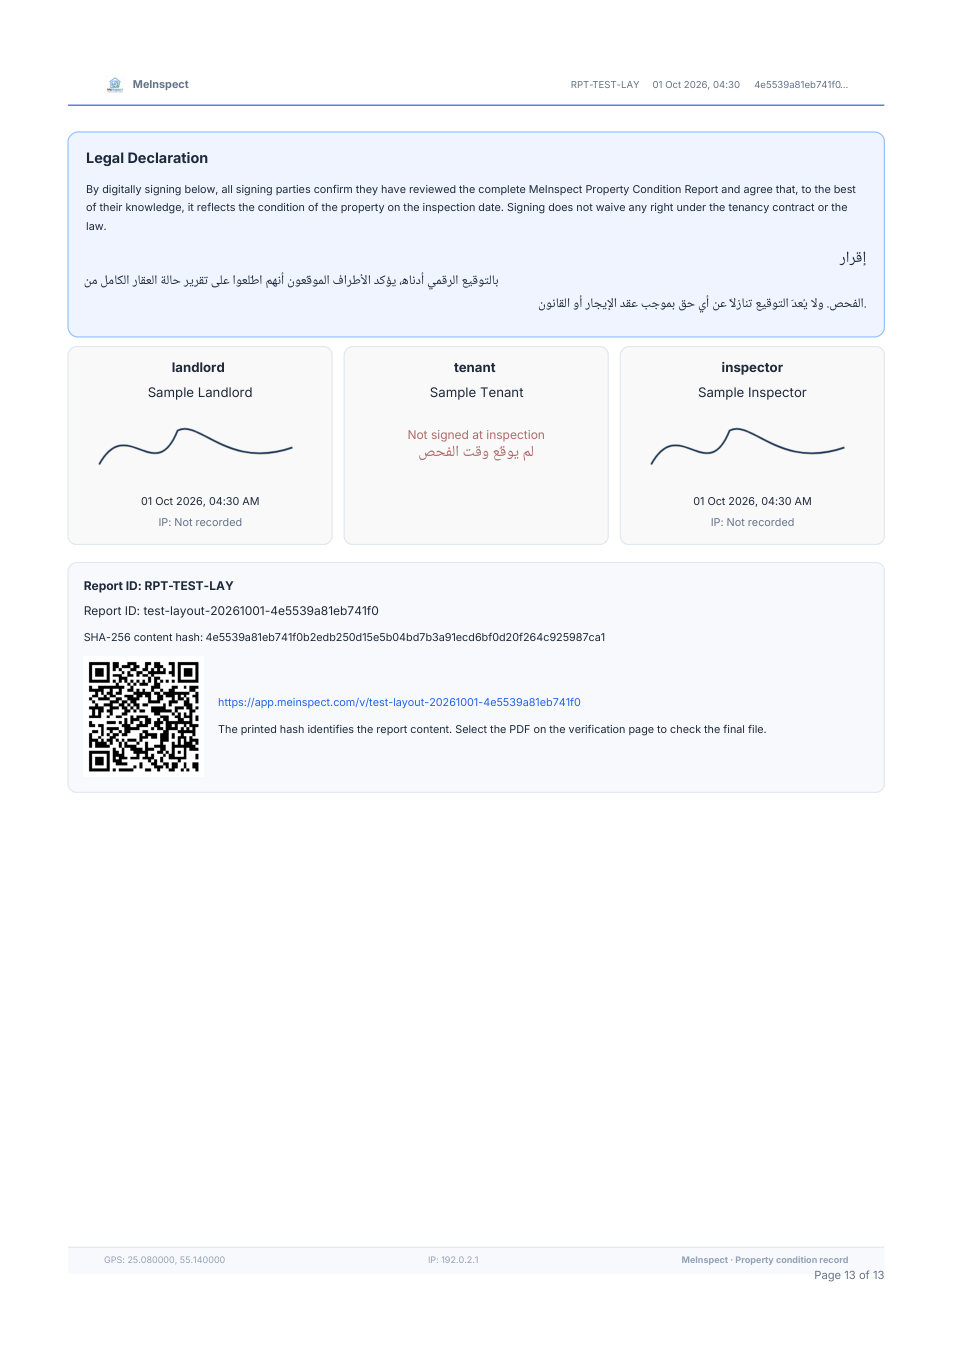 MeInspect
RPT-TEST-LAY 01 Oct 2026, 04:30 4e5539a81eb741f0...
Legal Declaration
By digitally signing below, all signing parties confirm they have reviewed the complete MeInspect Property Condition Report and agree that, to the best
of their knowledge, it reflects the condition of the property on the inspection date. Signing does not waive any right under the tenancy contract or the
law.
إقرار
بالتوقيع الرقمي أدناه، يؤكد الأطراف الموقعون أنهم اطلعوا على تقرير حالة العقار الكامل من
الفحص. ولا يُعدّ التوقيع تنازلاً عن أي حق بموجب عقد الإيجار أو القانون.
landlord
Sample Landlord
01 Oct 2026, 04:30 AM
IP: Not recorded
tenant
Sample Tenant
Not signed at inspection
لم يوقع وقت الفحص
inspector
Sample Inspector
01 Oct 2026, 04:30 AM
IP: Not recorded
Report ID: RPT-TEST-LAY
Report ID: test-layout-20261001-4e5539a81eb741f0
SHA-256 content hash: 4e5539a81eb741f0b2edb250d15e5b04bd7b3a91ecd6bf0d20f264c925987ca1
https://app.meinspect.com/v/test-layout-20261001-4e5539a81eb741f0
The printed hash identifies the report content. Select the PDF on the verification page to check the final file.
GPS: 25.080000, 55.140000
IP: 192.0.2.1
MeInspect · Property condition record
Page 13 of 13